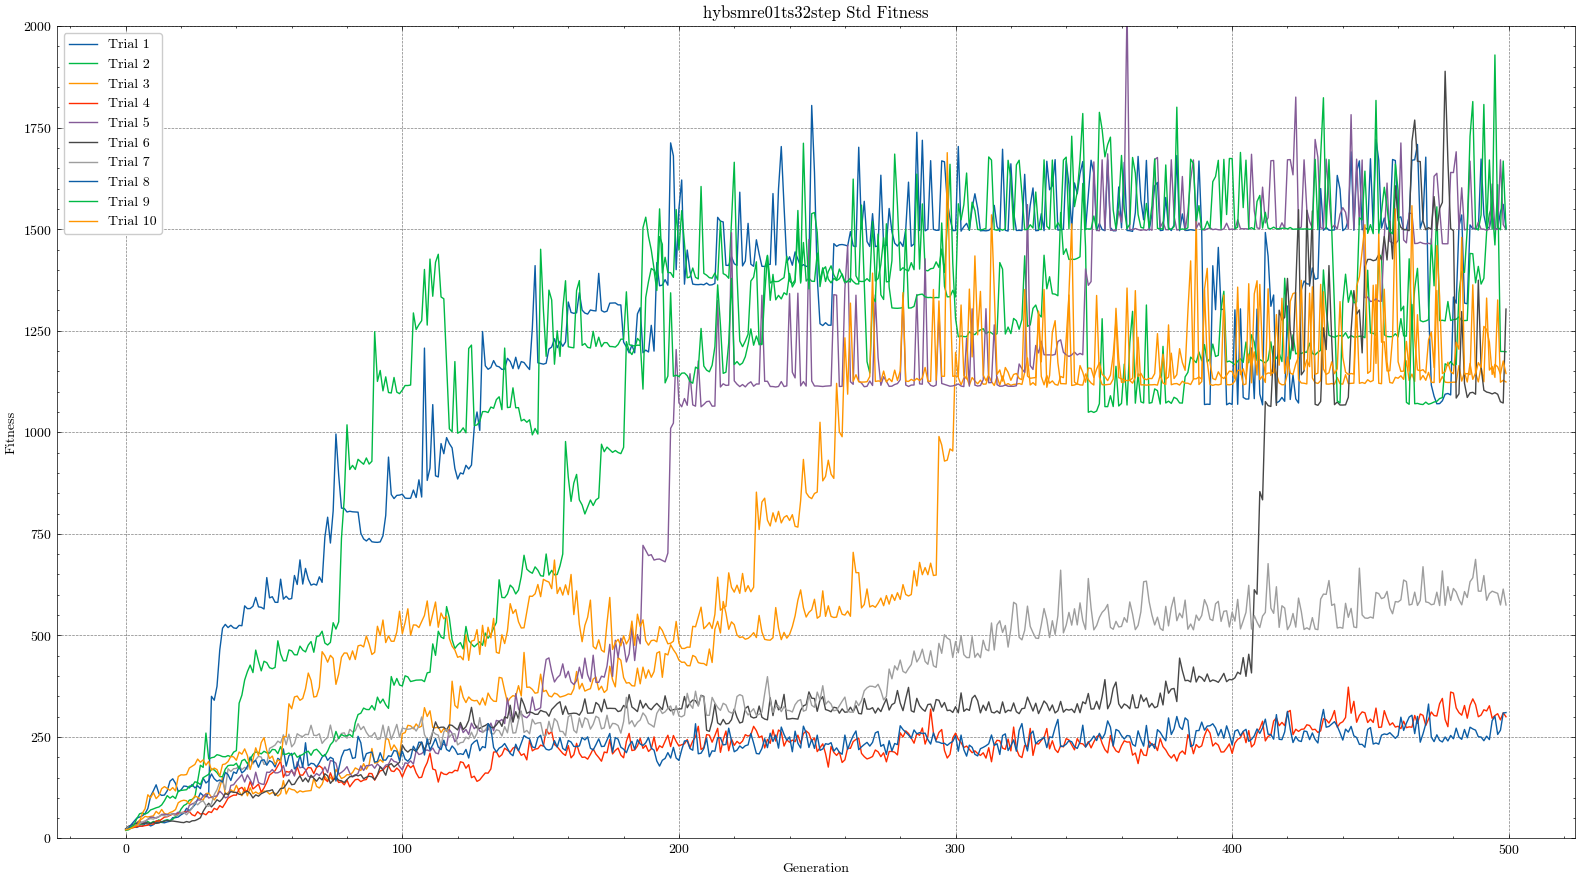 hybsmre01ts32step Std Fitness
Trial 1
Trial 2
Trial 3
Trial 4
Trial 5
Trial 6
Trial 7
Trial 8
Trial 9
Trial 10
Fitness
2000
1750
1500
1250
1000
750
500
250
0
0 100 200 300 400 500
Generation